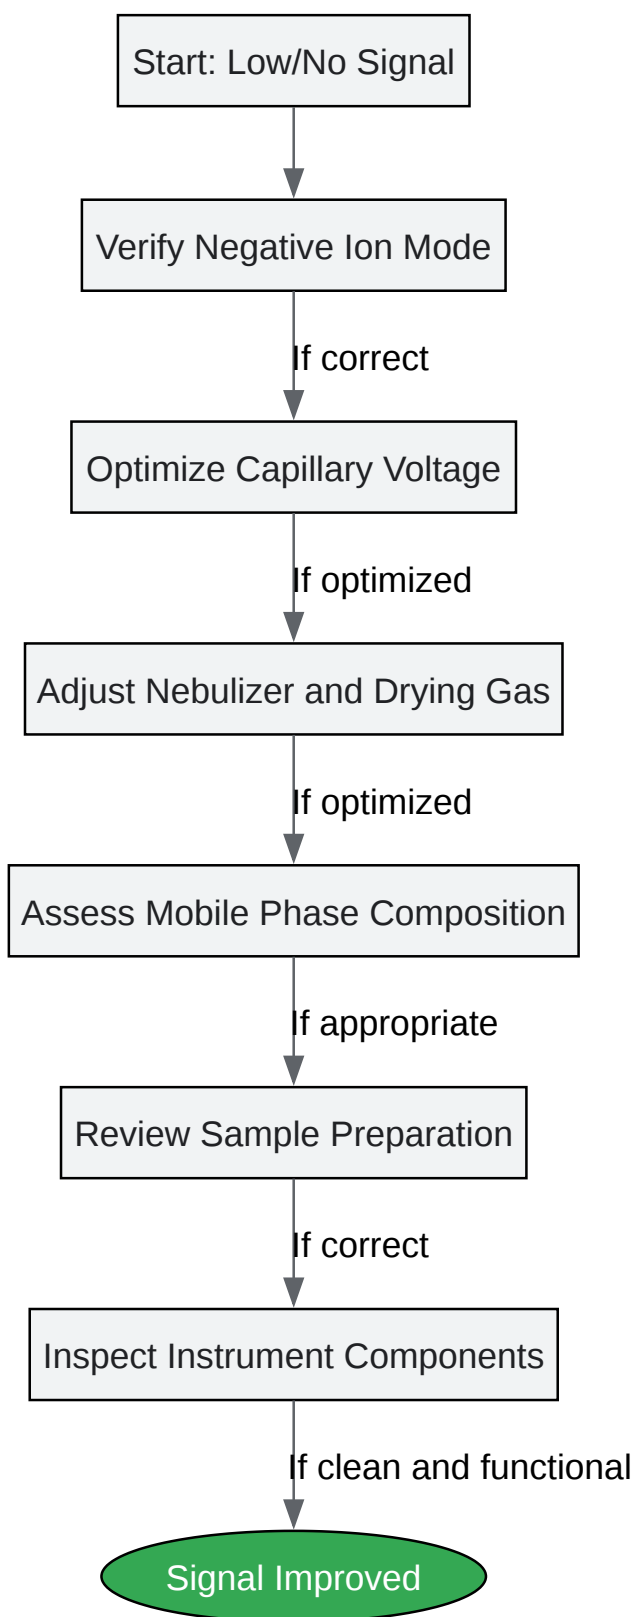 Start: Low/No Signal
Verify Negative Ion Mode
If correct
Optimize Capillary Voltage
If optimized
Adjust Nebulizer and Drying Gas
If optimized
Assess Mobile Phase Composition
If appropriate
Review Sample Preparation
If correct
Inspect Instrument Components
If clean and functional
Signal Improved